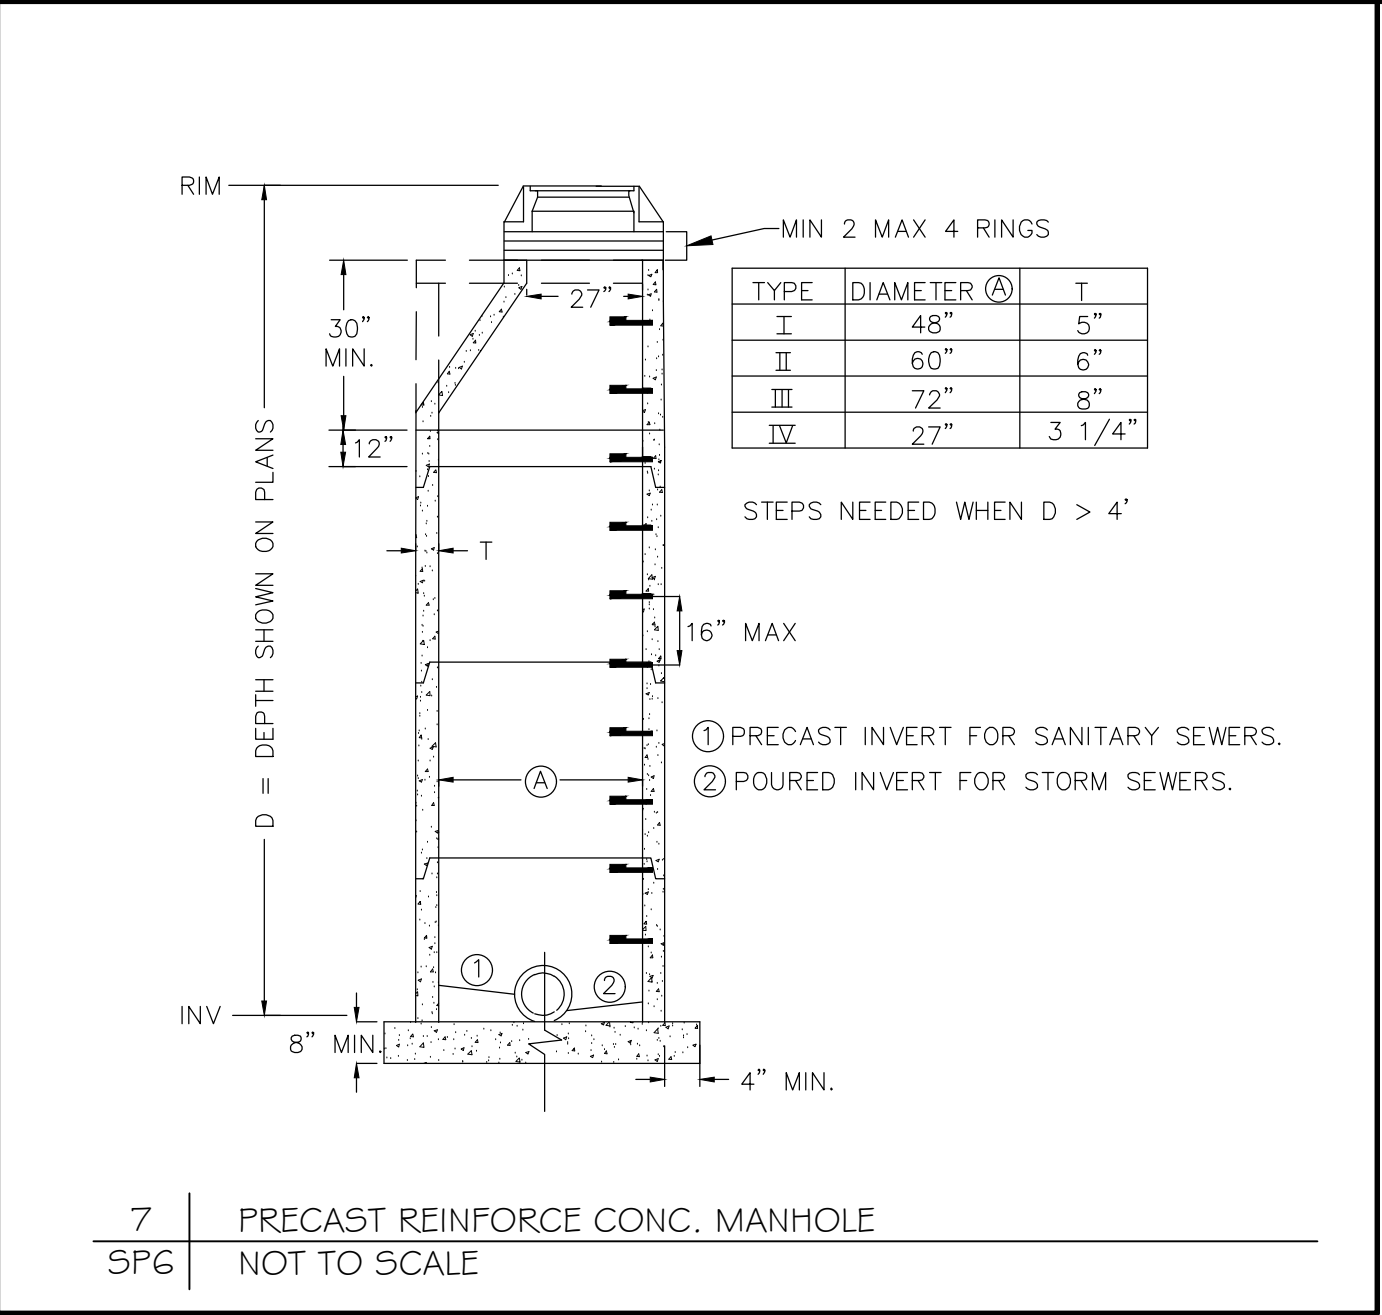 RIM
MIN 2 MAX 4 RINGS
TYPE DIAMETER Ⓐ T
I 48" 5"
II 60" 6"
III 72" 8"
IV 27" 3 1/4"
27"
30"
MIN.
12"
STEPS NEEDED WHEN D > 4'
T
D = DEPTH SHOWN ON PLANS
16" MAX
① PRECAST INVERT FOR SANITARY SEWERS.
② POURED INVERT FOR STORM SEWERS.
Ⓐ
①
②
INV
8" MIN.
4" MIN.
7 PRECAST REINFORCE CONC. MANHOLE
SP6 NOT TO SCALE